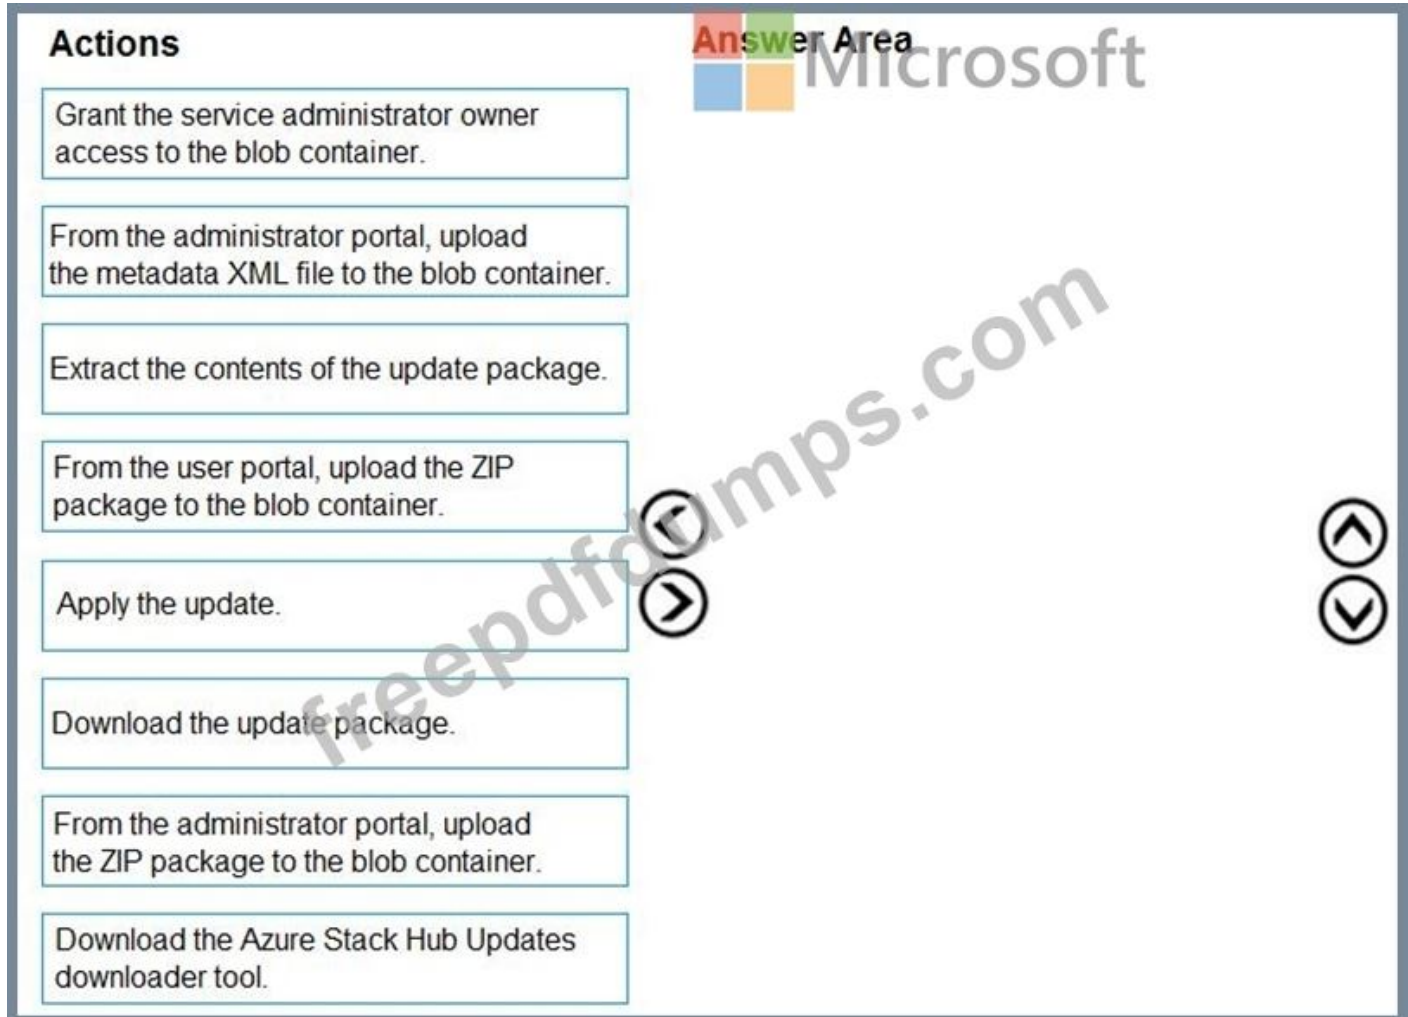 Actions
Answer Area
Microsoft
Grant the service administrator owner
access to the blob container.
From the administrator portal, upload
the metadata XML file to the blob container.
Extract the contents of the update package.
From the user portal, upload the ZIP
package to the blob container.
Apply the update.
Download the update package.
From the administrator portal, upload
the ZIP package to the blob container.
Download the Azure Stack Hub Updates
downloader tool.
freepdfdumps.com